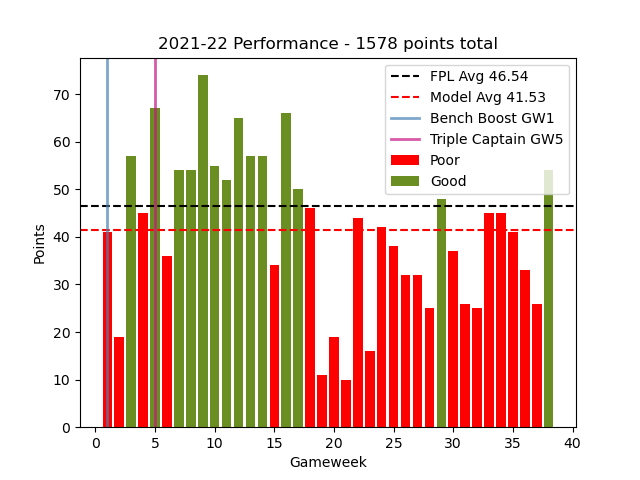 2021-22 Performance - 1578 points total
FPL Avg 46.54
Model Avg 41.53
Bench Boost GW1
Triple Captain GW5
Poor
Good
Points
70
60
50
40
30
20
10
0
0 5 10 15 20 25 30 35 40
Gameweek